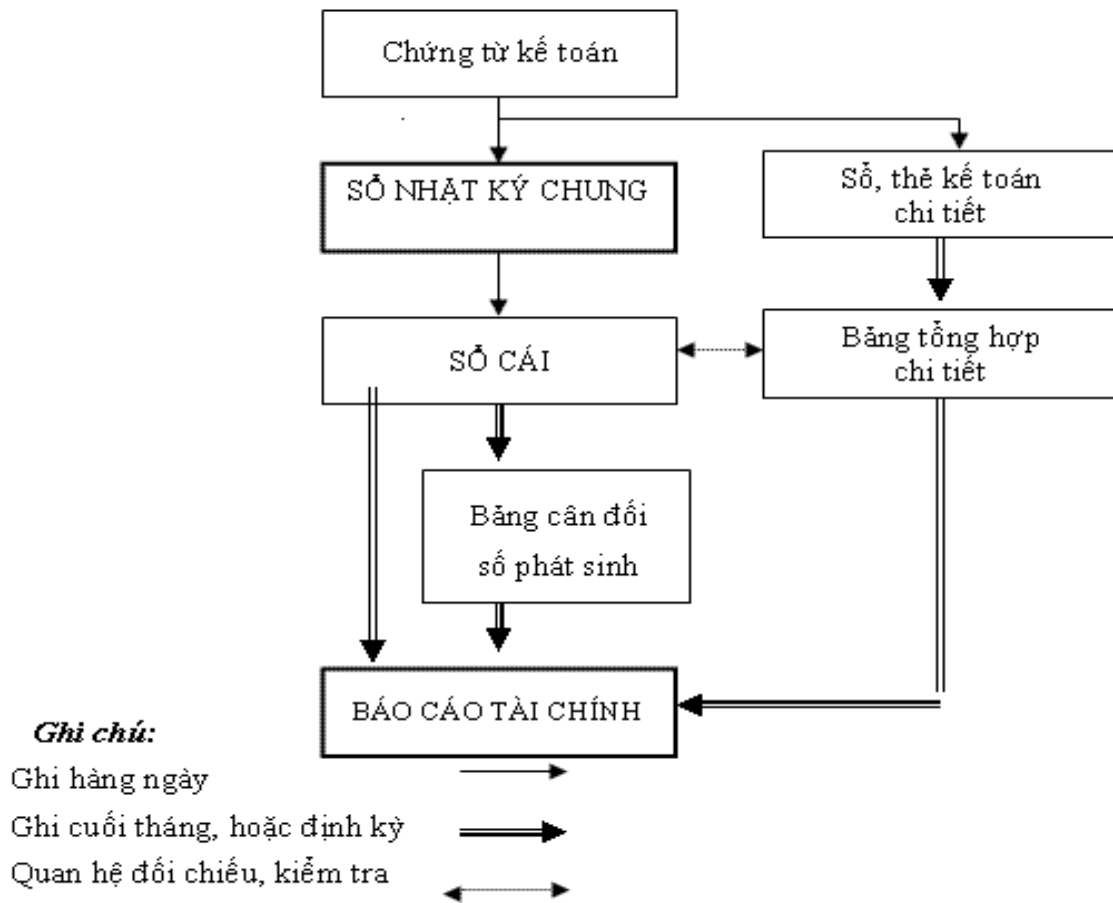 Chứng từ kế toán
SỔ NHẬT KÝ CHUNG
Sổ, thẻ kế toán
chi tiết
SỔ CÁI
Bảng tổng hợp
chi tiết
Bảng cân đối
số phát sinh
BÁO CÁO TÀI CHÍNH
Ghi chú:
Ghi hàng ngày
Ghi cuối tháng, hoặc định kỳ
Quan hệ đối chiếu, kiểm tra